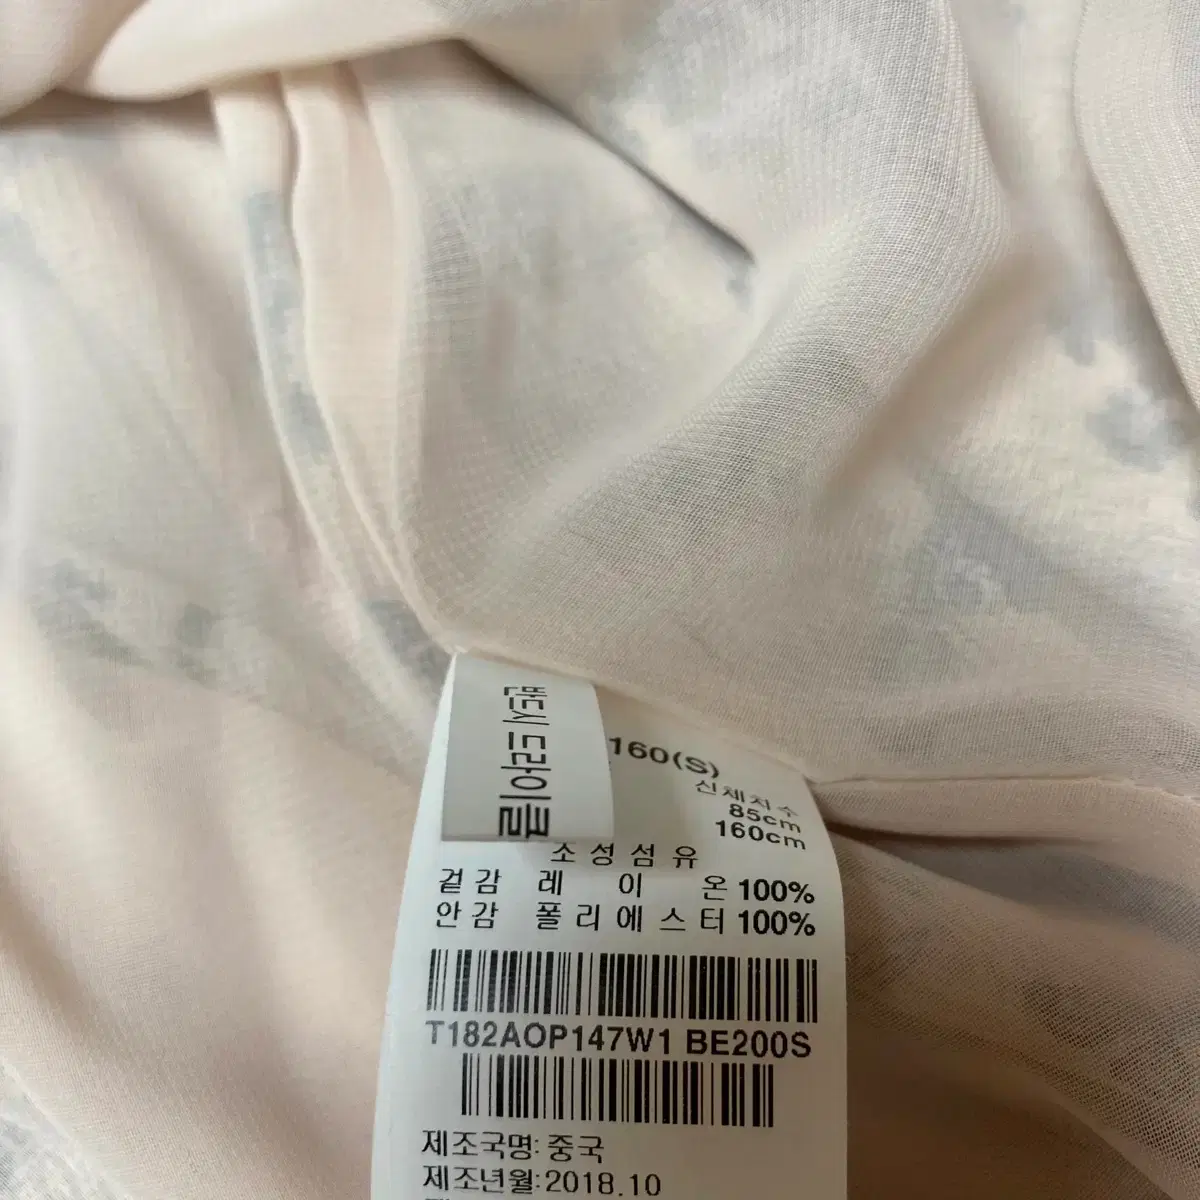 반드시 드라이클
160(S)
신체치수
85cm
160cm
조성섬유
겉감 레이온 100%
안감 폴리에스터 100%
T182AOP147W1 BE200S
제조국명: 중국
제조년월:2018.10